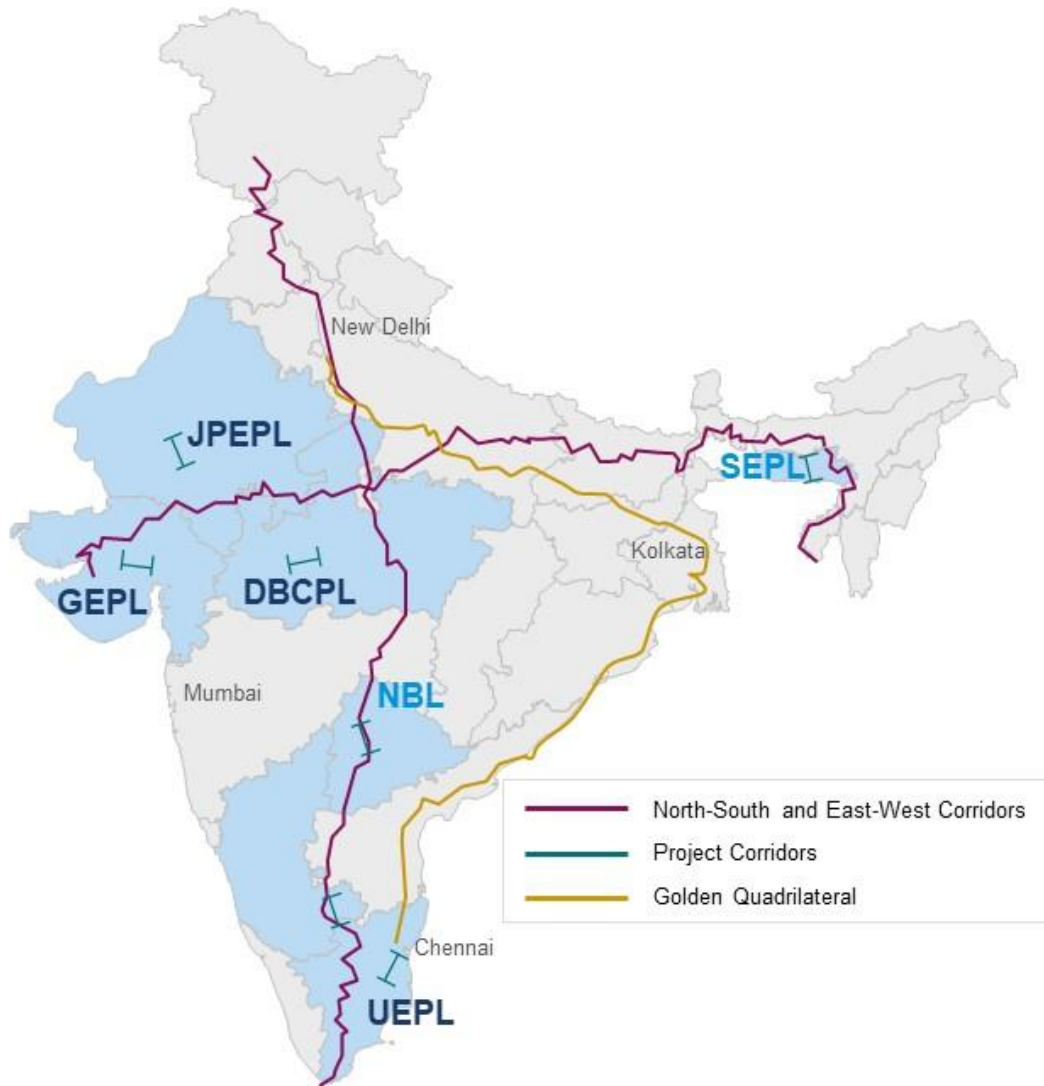 New Delhi
JPEPL
SEPL
Kolkata
GEPL
DBCPL
Mumbai
NBL
North-South and East-West Corridors
Project Corridors
Golden Quadrilateral
Chennai
UEPL